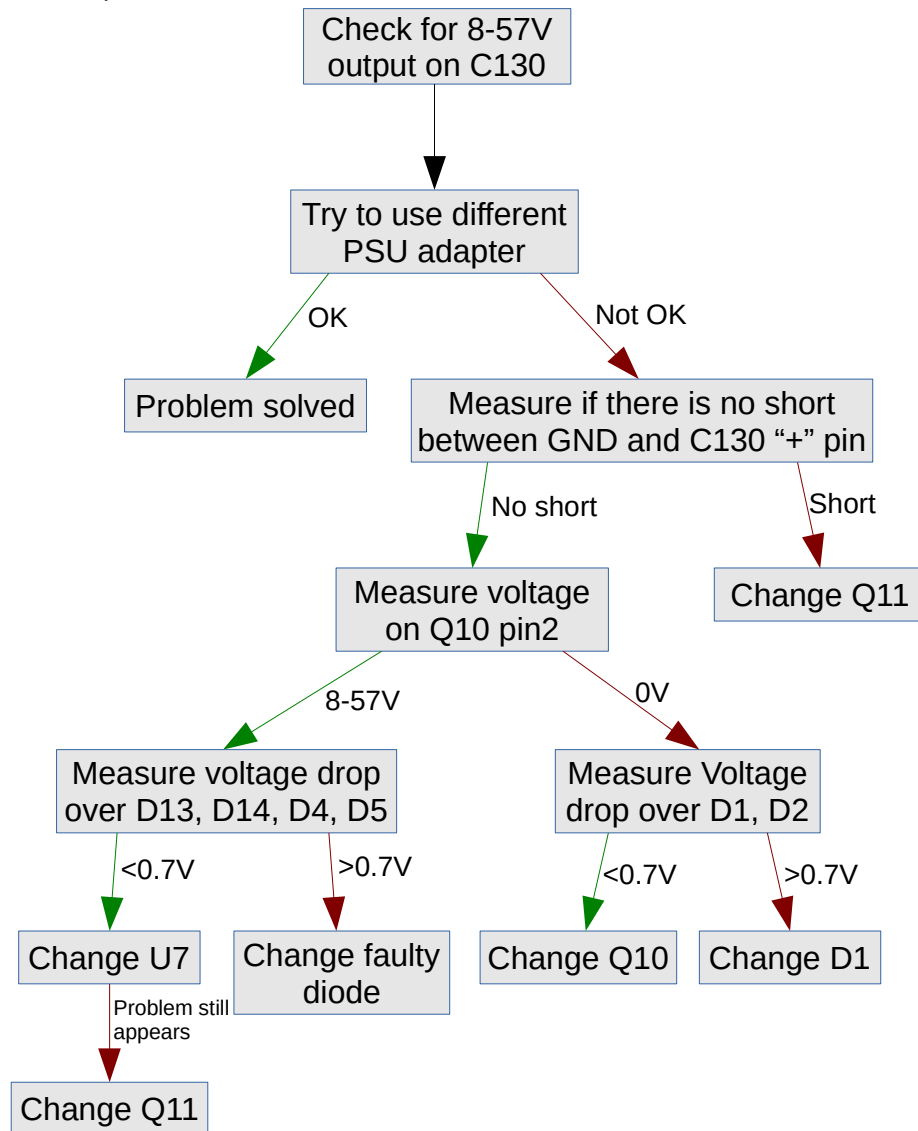 Check for 8-57V
output on C130
Try to use different
PSU adapter
OK
Not OK
Problem solved
Measure if there is no short
between GND and C130 “+” pin
No short
Short
Measure voltage
on Q10 pin2
Change Q11
8-57V
0V
Measure voltage drop
over D13, D14, D4, D5
Measure Voltage
drop over D1, D2
<0.7V
>0.7V
<0.7V
>0.7V
Change U7
Change faulty
diode
Change Q10
Change D1
Problem still
appears
Change Q11